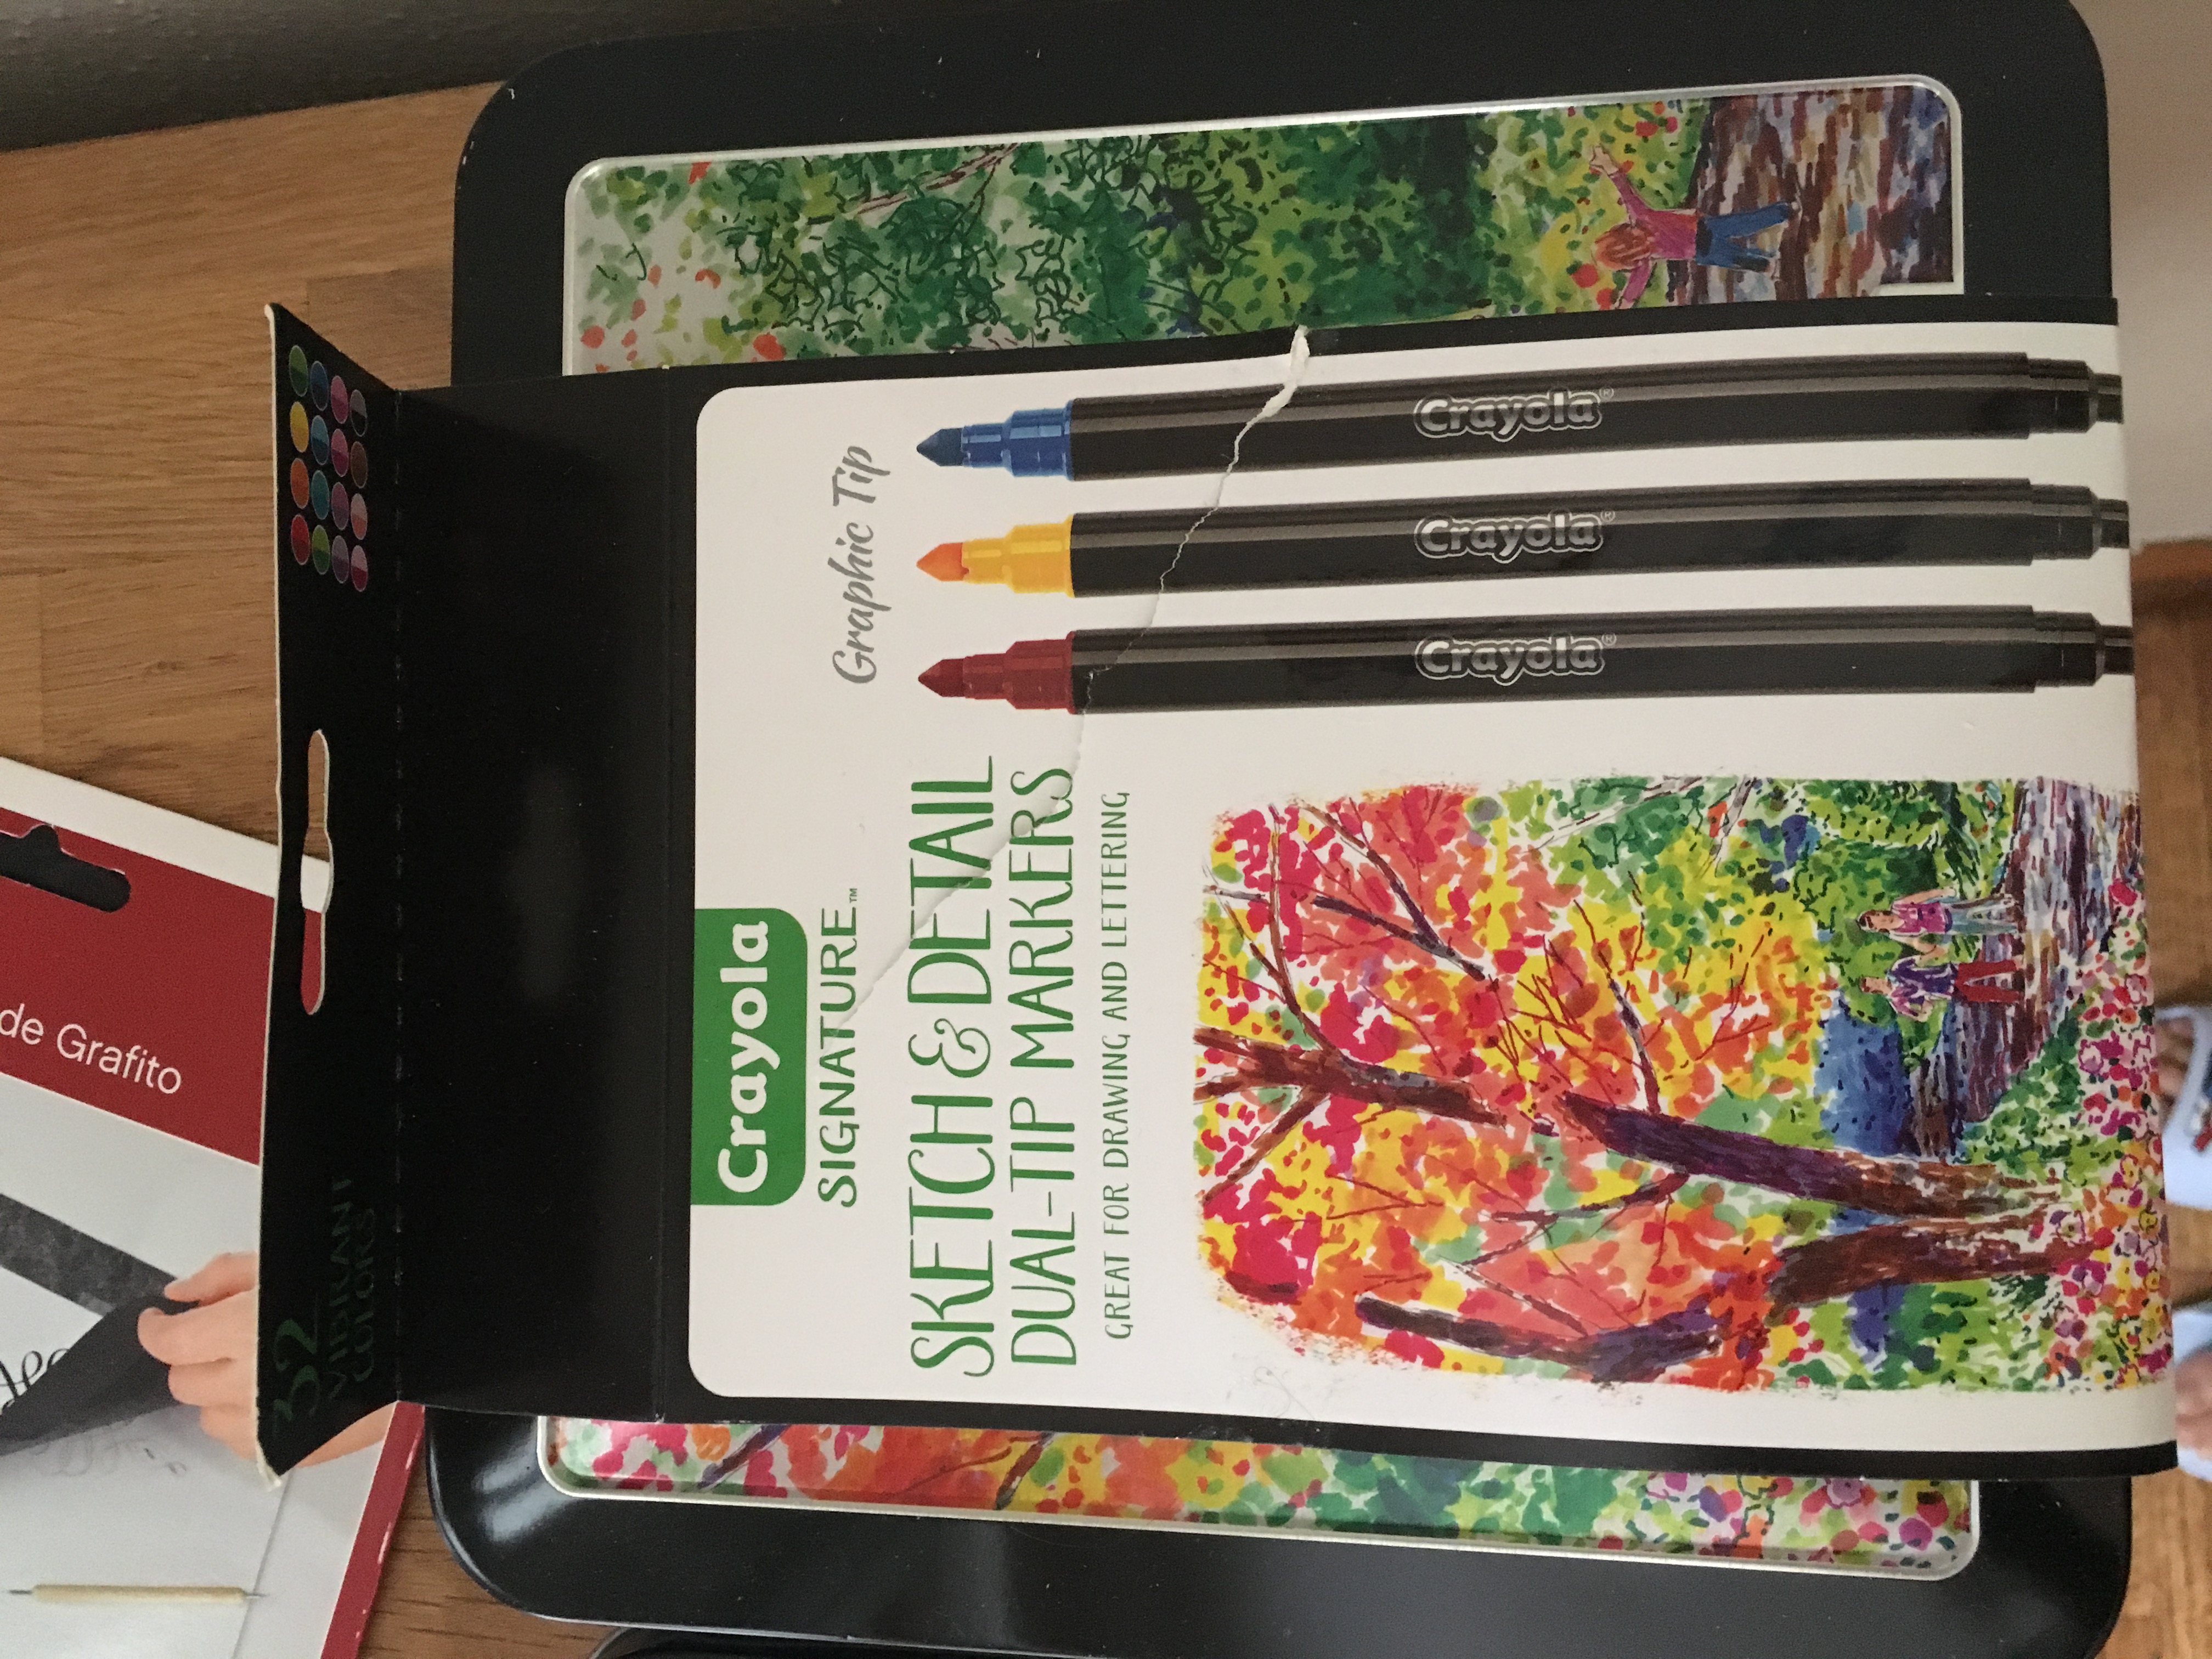 32
VIBRANT
COLORS
Crayola
SIGNATURE™
SKETCH & DETAIL
DUAL-TIP MARKERS
GREAT FOR DRAWING AND LETTERING
Graphic Tip
Crayola®
Crayola®
Crayola®
de Grafito